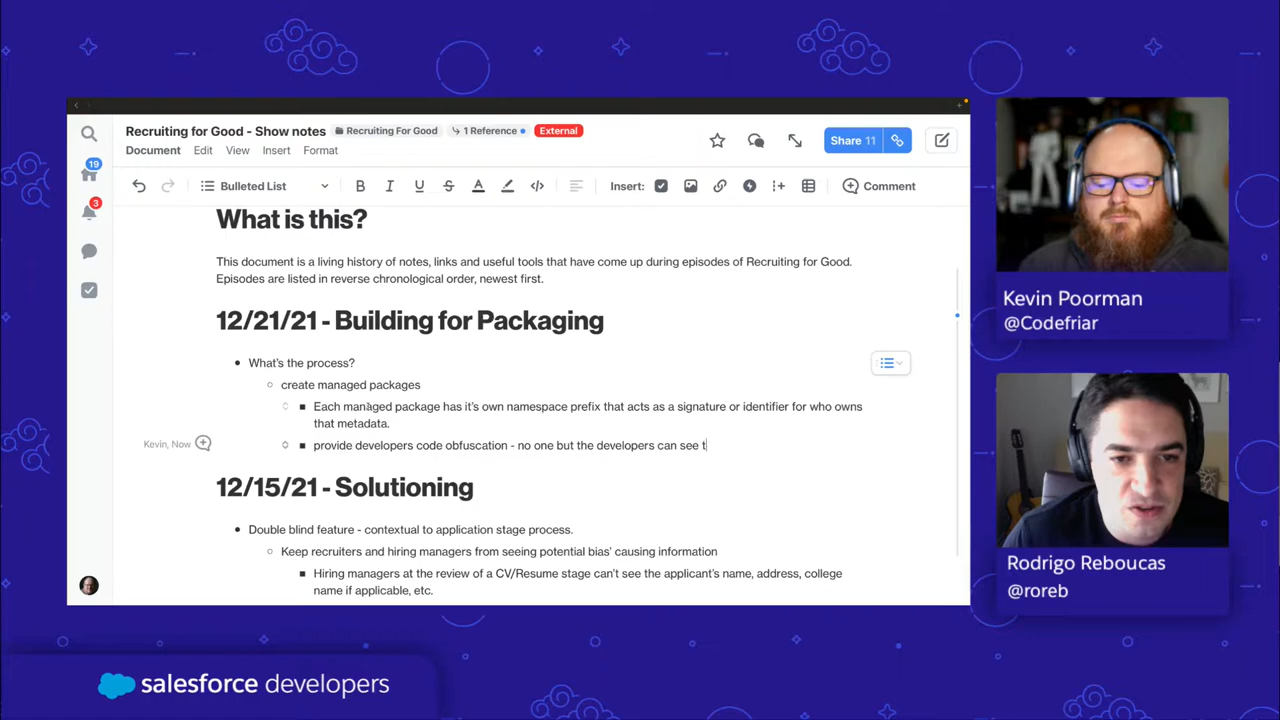 Recruiting for Good - Show notes Recruiting For Good 1 Reference External
Document Edit View Insert Format
Share 11
19
3
Bulleted List B I U S A Insert: Comment
What is this?
This document is a living history of notes, links and useful tools that have come up during episodes of Recruiting for Good.
Episodes are listed in reverse chronological order, newest first.
12/21/21 - Building for Packaging
What's the process?
create managed packages
Each managed package has it's own namespace prefix that acts as a signature or identifier for who owns
that metadata.
Kevin, Now
provide developers code obfuscation - no one but the developers can see t
12/15/21 - Solutioning
Double blind feature - contextual to application stage process.
Keep recruiters and hiring managers from seeing potential bias' causing information
Hiring managers at the review of a CV/Resume stage can't see the applicant's name, address, college
name if applicable, etc.
Kevin Poorman
@Codefriar
Rodrigo Reboucas
@roreb
salesforce developers